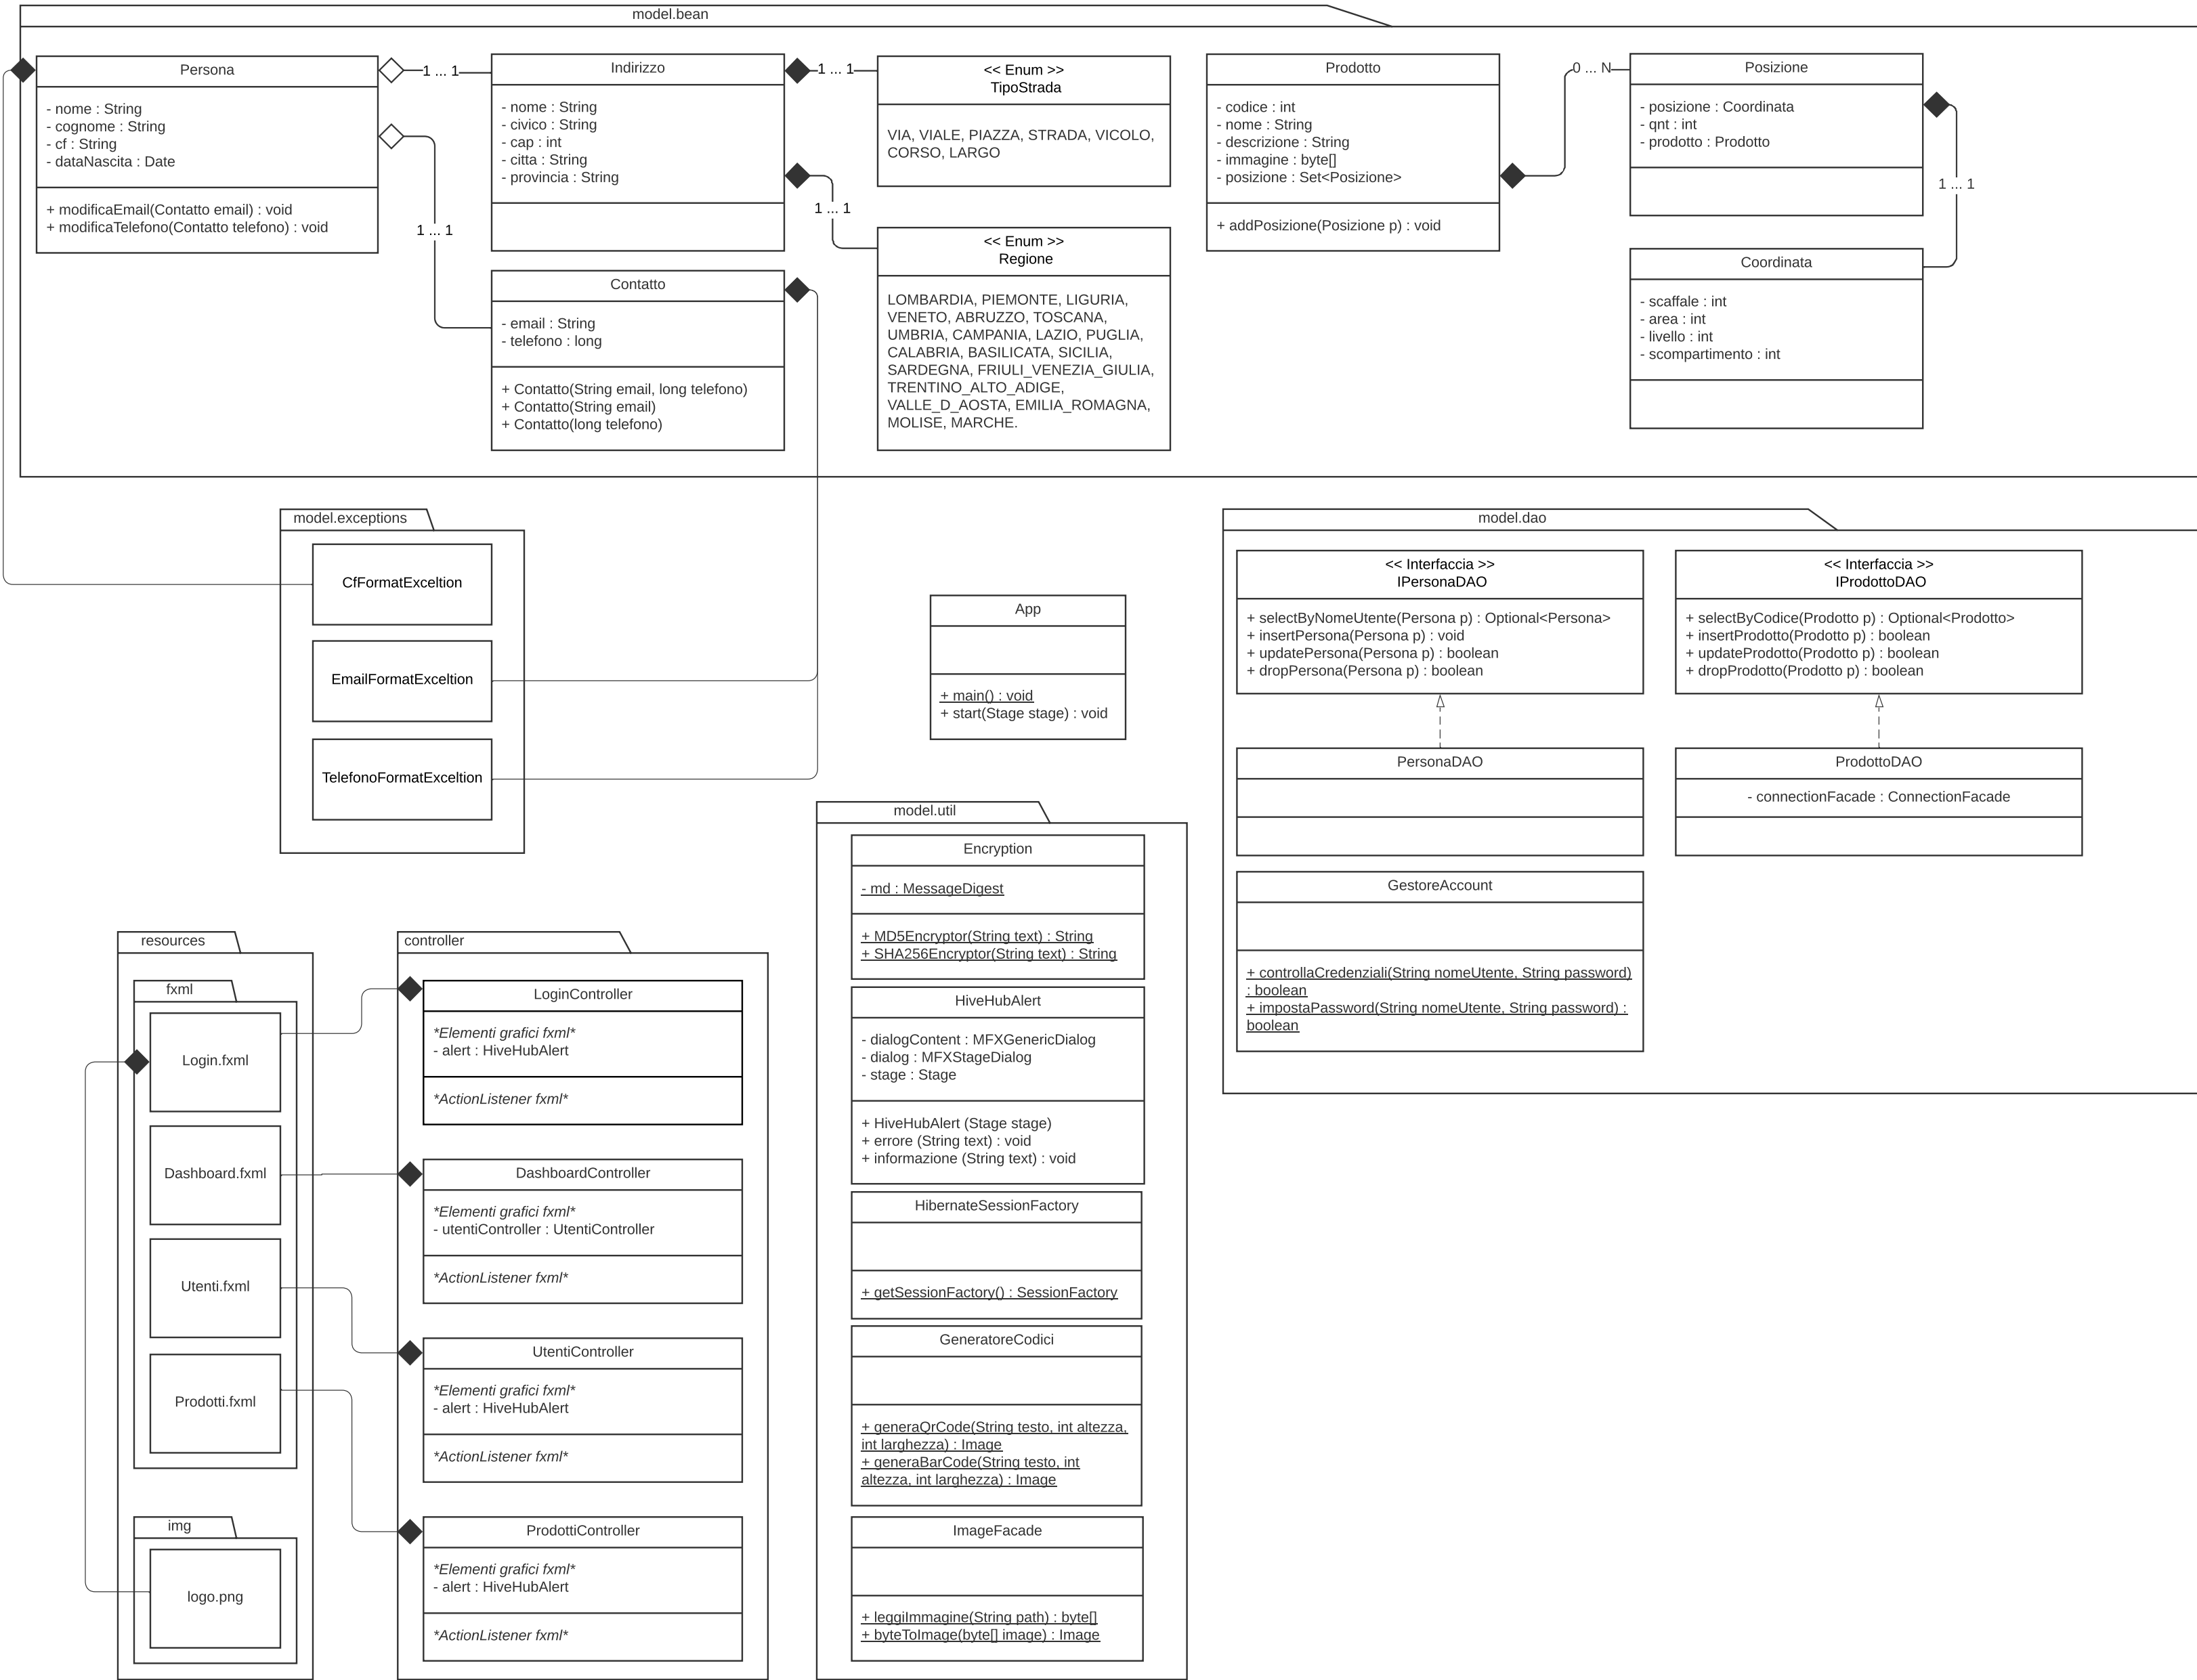 model.bean
Persona
- nome : String
- cognome : String
- cf : String
- dataNascita : Date
+ modificaEmail(Contatto email) : void
+ modificaTelefono(Contatto telefono) : void
1 ... 1
1 ... 1
Indirizzo
- nome : String
- civico : String
- cap : int
- citta : String
- provincia : String
Contatto
- email : String
- telefono : long
+ Contatto(String email, long telefono)
+ Contatto(String email)
+ Contatto(long telefono)
1 ... 1
1 ... 1
<< Enum >>
TipoStrada
VIA, VIALE, PIAZZA, STRADA, VICOLO,
CORSO, LARGO
<< Enum >>
Regione
LOMBARDIA, PIEMONTE, LIGURIA,
VENETO, ABRUZZO, TOSCANA,
UMBRIA, CAMPANIA, LAZIO, PUGLIA,
CALABRIA, BASILICATA, SICILIA,
SARDEGNA, FRIULI_VENEZIA_GIULIA,
TRENTINO_ALTO_ADIGE,
VALLE_D_AOSTA, EMILIA_ROMAGNA,
MOLISE, MARCHE.
Prodotto
- codice : int
- nome : String
- descrizione : String
- immagine : byte[]
- posizione : Set<Posizione>
+ addPosizione(Posizione p) : void
0 ... N
Posizione
- posizione : Coordinata
- qnt : int
- prodotto : Prodotto
1 ... 1
Coordinata
- scaffale : int
- area : int
- livello : int
- scompartimento : int
model.exceptions
CfFormatExceltion
EmailFormatExceltion
TelefonoFormatExceltion
App
+ main() : void
+ start(Stage stage) : void
model.dao
<< Interfaccia >>
IPersonaDAO
+ selectByNomeUtente(Persona p) : Optional<Persona>
+ insertPersona(Persona p) : void
+ updatePersona(Persona p) : boolean
+ dropPersona(Persona p) : boolean
<< Interfaccia >>
IProdottoDAO
+ selectByCodice(Prodotto p) : Optional<Prodotto>
+ insertProdotto(Prodotto p) : boolean
+ updateProdotto(Prodotto p) : boolean
+ dropProdotto(Prodotto p) : boolean
PersonaDAO
ProdottoDAO
- connectionFacade : ConnectionFacade
GestoreAccount
+ controllaCredenziali(String nomeUtente, String password)
: boolean
+ impostaPassword(String nomeUtente, String password) :
boolean
model.util
Encryption
- md : MessageDigest
+ MD5Encryptor(String text) : String
+ SHA256Encryptor(String text) : String
HiveHubAlert
- dialogContent : MFXGenericDialog
- dialog : MFXStageDialog
- stage : Stage
+ HiveHubAlert (Stage stage)
+ errore (String text) : void
+ informazione (String text) : void
HibernateSessionFactory
+ getSessionFactory() : SessionFactory
GeneratoreCodici
+ generaQrCode(String testo, int altezza,
int larghezza) : Image
+ generaBarCode(String testo, int
altezza, int larghezza) : Image
ImageFacade
+ leggiImmagine(String path) : byte[]
+ byteToImage(byte[] image) : Image
resources
fxml
Login.fxml
Dashboard.fxml
Utenti.fxml
Prodotti.fxml
img
logo.png
controller
LoginController
*Elementi grafici fxml*
- alert : HiveHubAlert
*ActionListener fxml*
DashboardController
*Elementi grafici fxml*
- utentiController : UtentiController
*ActionListener fxml*
UtentiController
*Elementi grafici fxml*
- alert : HiveHubAlert
*ActionListener fxml*
ProdottiController
*Elementi grafici fxml*
- alert : HiveHubAlert
*ActionListener fxml*